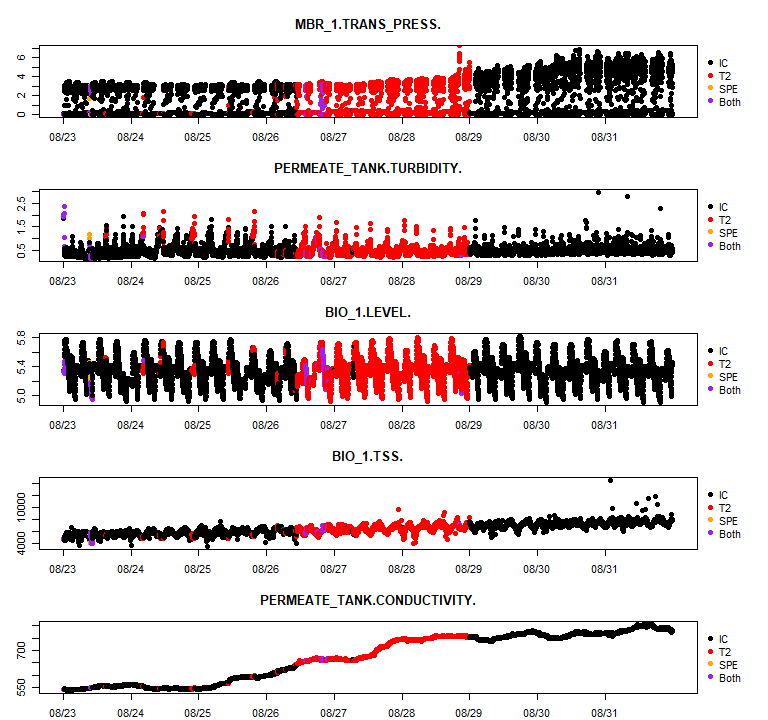 MBR_1.TRANS_PRESS.
0 2 4 6
08/23 08/24 08/25 08/26 08/27 08/28 08/29 08/30 08/31
IC
T2
SPE
Both
PERMEATE_TANK.TURBIDITY.
0.5 1.5 2.5
08/23 08/24 08/25 08/26 08/27 08/28 08/29 08/30 08/31
IC
T2
SPE
Both
BIO_1.LEVEL.
5.0 5.4 5.8
08/23 08/24 08/25 08/26 08/27 08/28 08/29 08/30 08/31
IC
T2
SPE
Both
BIO_1.TSS.
4000 10000
08/23 08/24 08/25 08/26 08/27 08/28 08/29 08/30 08/31
IC
T2
SPE
Both
PERMEATE_TANK.CONDUCTIVITY.
550 700
08/23 08/24 08/25 08/26 08/27 08/28 08/29 08/30 08/31
IC
T2
SPE
Both